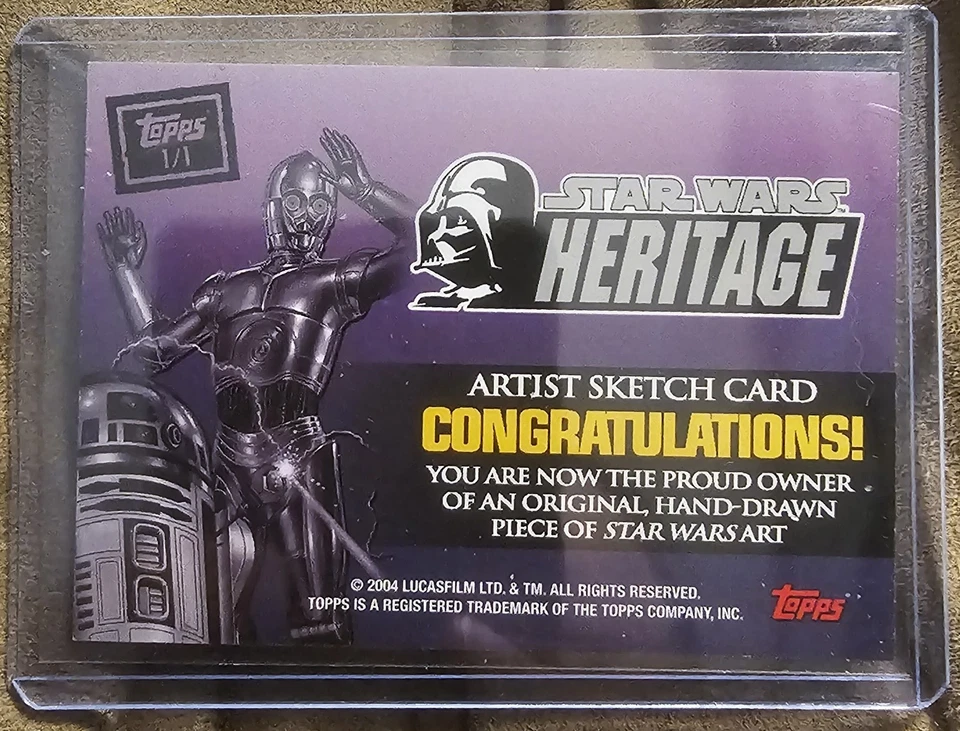 Topps
1/1
STAR WARS
HERITAGE
ARTIST SKETCH CARD
CONGRATULATIONS!
YOU ARE NOW THE PROUD OWNER
OF AN ORIGINAL, HAND-DRAWN
PIECE OF STAR WARS ART
© 2004 LUCASFILM LTD. & TM. ALL RIGHTS RESERVED.
TOPPS IS A REGISTERED TRADEMARK OF THE TOPPS COMPANY, INC.
Topps